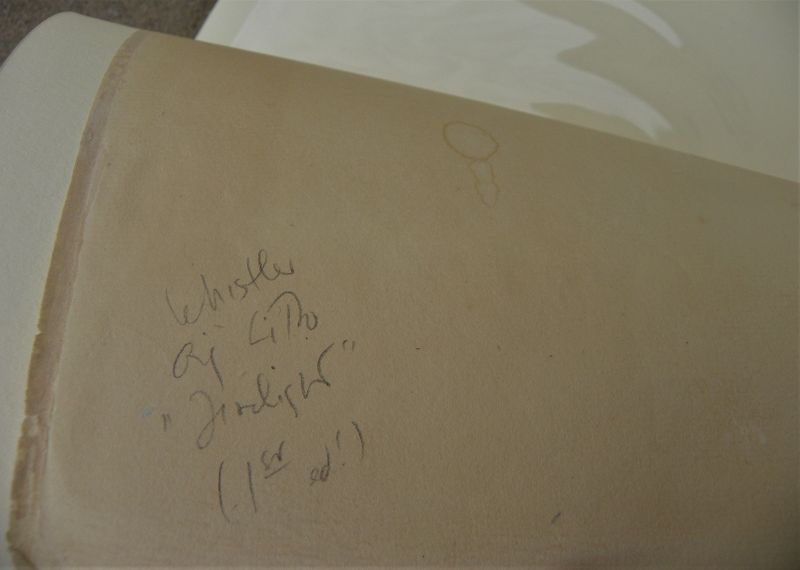 Whistler
Orig Litho
"Firelight"
(1st ed!)